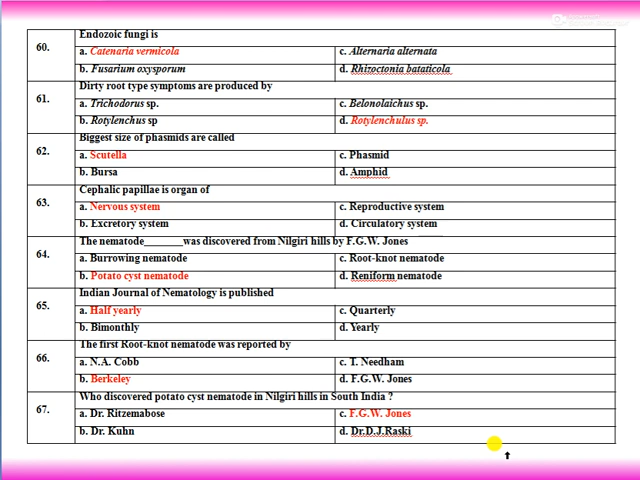 60. Endozoic fungi is
a. Catenaria vermicola c. Alternaria alternata
b. Fusarium oxysporum d. Rhizoctonia bataticola
61. Dirty root type symptoms are produced by
a. Trichodorus sp. c. Belonolaichus sp.
b. Rotylenchus sp d. Rotylenchulus sp.
62. Biggest size of phasmids are called
a. Scutella c. Phasmid
b. Bursa d. Amphid
63. Cephalic papillae is organ of
a. Nervous system c. Reproductive system
b. Excretory system d. Circulatory system
64. The nematode_______was discovered from Nilgiri hills by F.G.W. Jones
a. Burrowing nematode c. Root-knot nematode
b. Potato cyst nematode d. Reniform nematode
65. Indian Journal of Nematology is published
a. Half yearly c. Quarterly
b. Bimonthly d. Yearly
66. The first Root-knot nematode was reported by
a. N.A. Cobb c. T. Needham
b. Berkeley d. F.G.W. Jones
67. Who discovered potato cyst nematode in Nilgiri hills in South India ?
a. Dr. Ritzemabose c. F.G.W. Jones
b. Dr. Kuhn d. Dr.D.J.Raski